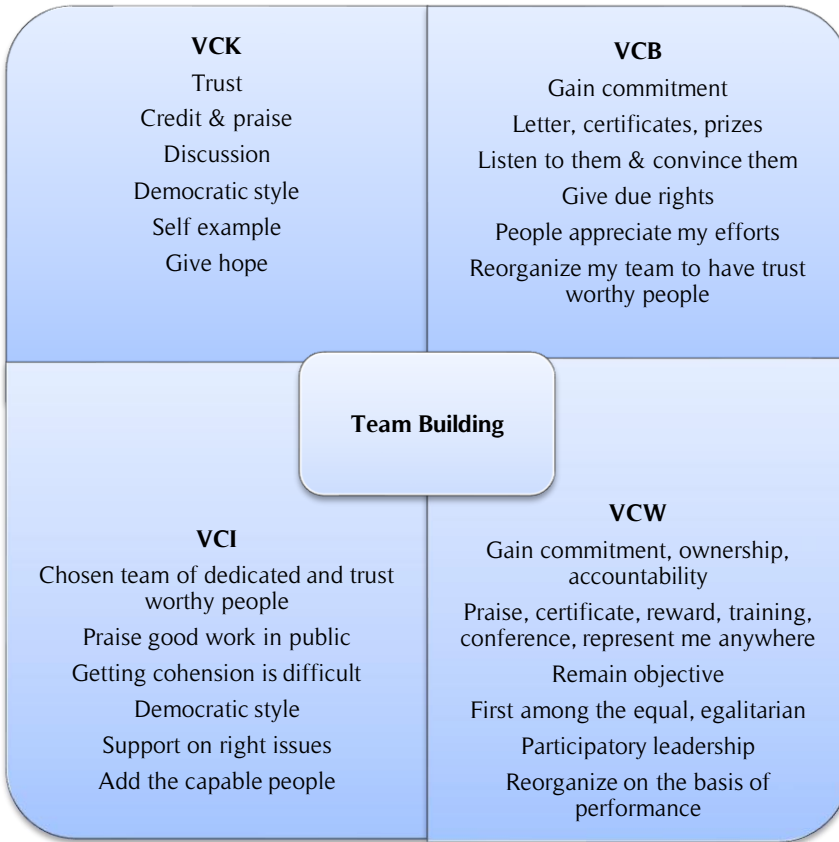 VCK
Trust
Credit & praise
Discussion
Democratic style
Self example
Give hope
VCB
Gain commitment
Letter, certificates, prizes
Listen to them & convince them
Give due rights
People appreciate my efforts
Reorganize my team to have trust
worthy people
Team Building
VCI
Chosen team of dedicated and trust
worthy people
Praise good work in public
Getting cohension is difficult
Democratic style
Support on right issues
Add the capable people
VCW
Gain commitment, ownership,
accountability
Praise, certificate, reward, training,
conference, represent me anywhere
Remain objective
First among the equal, egalitarian
Participatory leadership
Reorganize on the basis of
performance